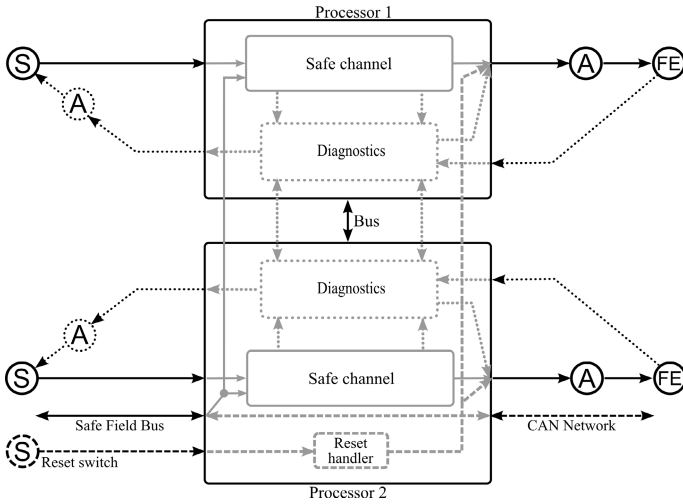 Processor 1
S
Safe channel
A
FE
A
Diagnostics
Bus
Diagnostics
A
S
Safe channel
A
FE
Safe Field Bus
CAN Network
S
Reset switch
Reset
handler
Processor 2